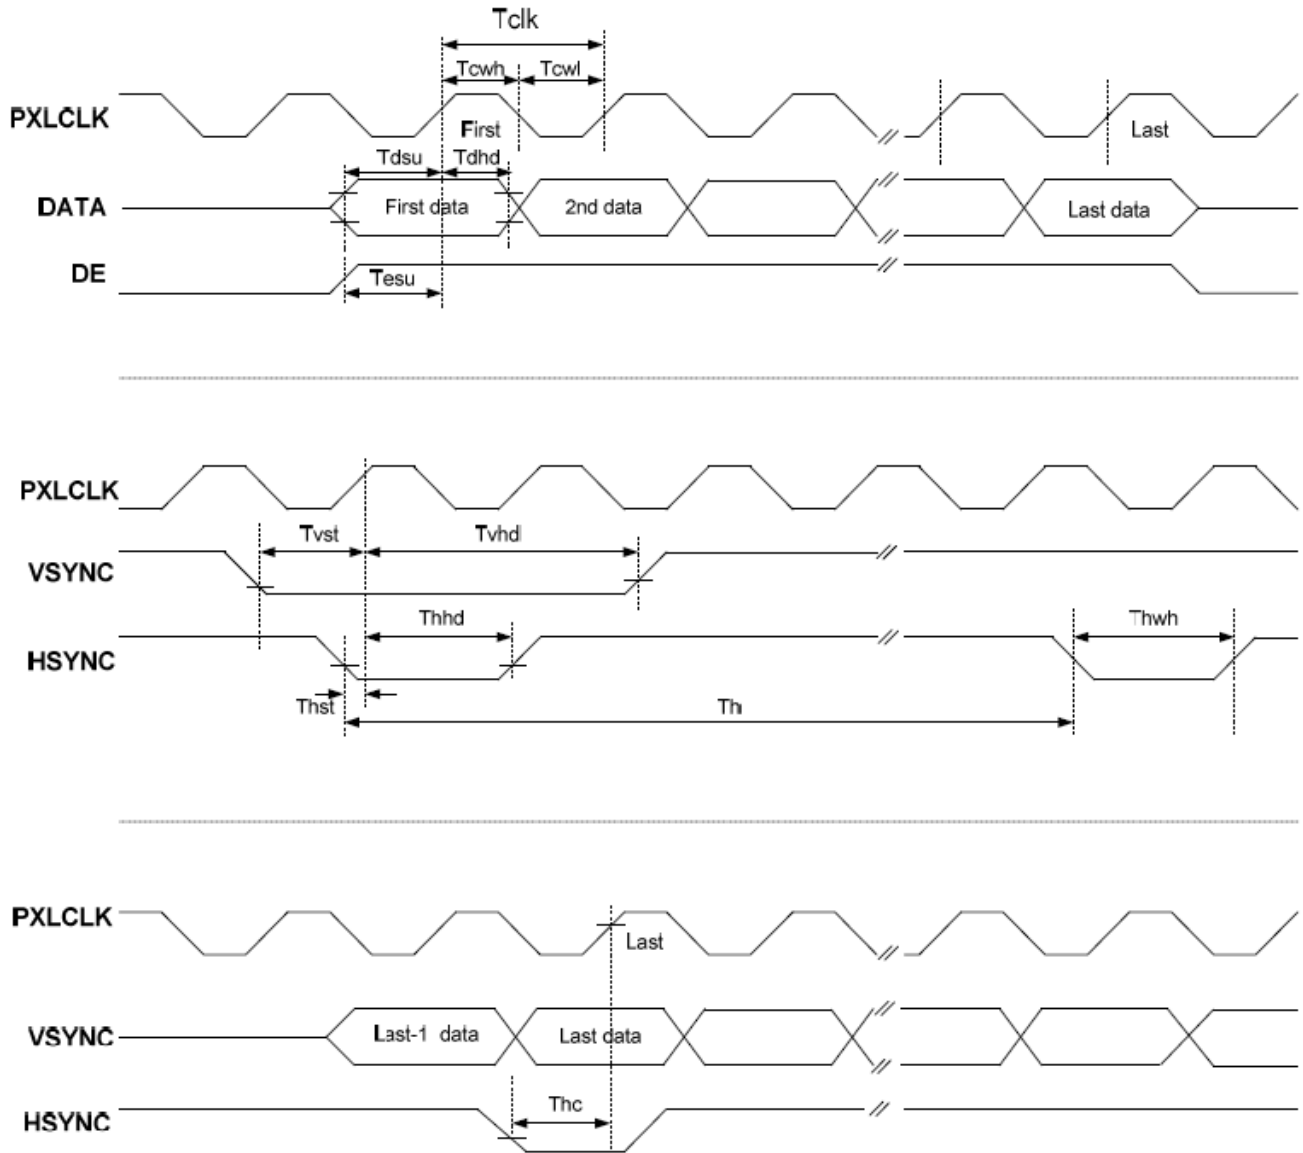 Tclk
Tcwh Tcwl
PXLCLK First Last
Tdsu Tdhd
DATA First data 2nd data Last data
DE
Tesu
PXLCLK
Tvst Tvhd
VSYNC
Thhd Thwh
HSYNC
Thst Th
PXLCLK
Last
VSYNC Last-1 data Last data
Thc
HSYNC